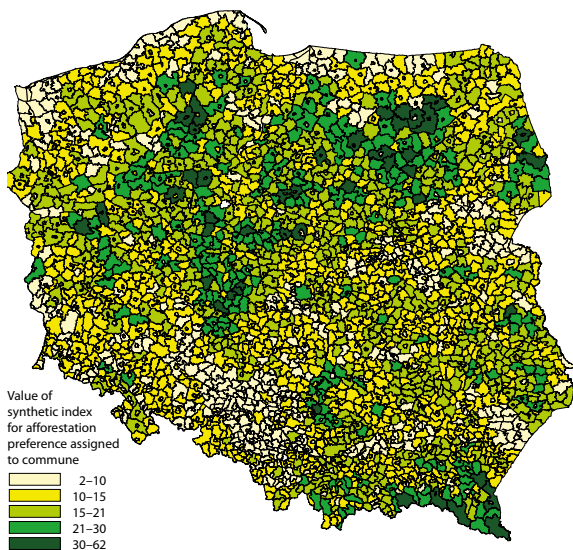 Value of
synthetic index
for afforestation
preference assigned
to commune
2–10
10–15
15–21
21–30
30–62